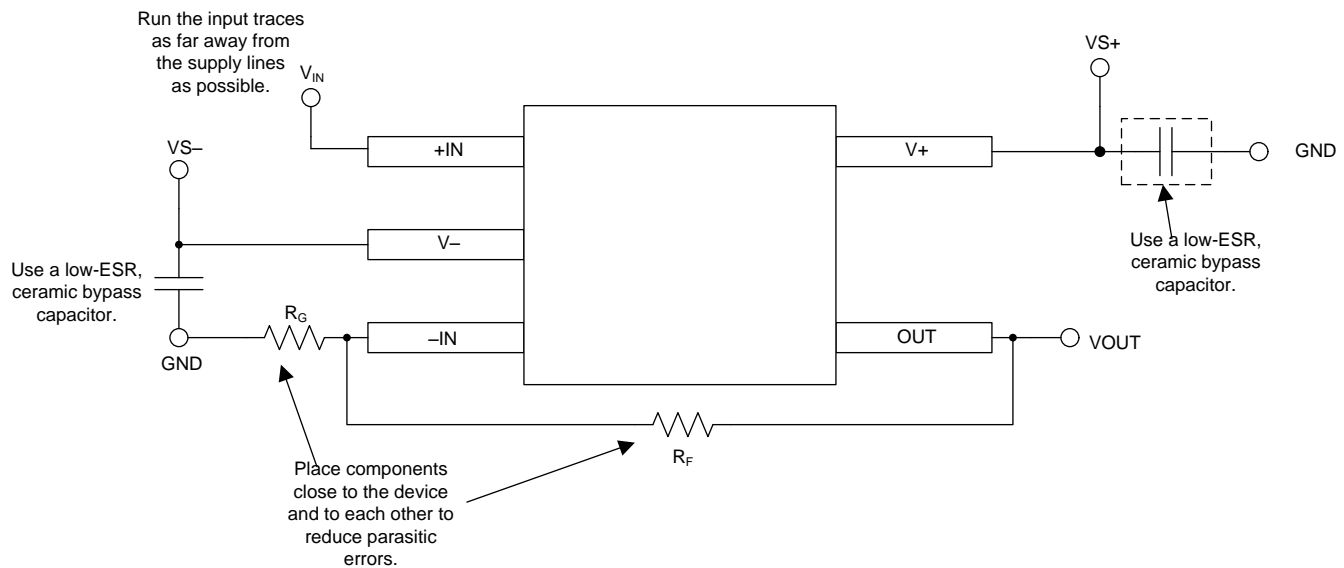 Run the input traces
as far away from
the supply lines
as possible.
VIN
VS+
VS–
+IN
V+
GND
V–
Use a low-ESR,
ceramic bypass
capacitor.
Use a low-ESR,
ceramic bypass
capacitor.
RG
–IN
OUT
VOUT
GND
RF
Place components
close to the device
and to each other to
reduce parasitic
errors.